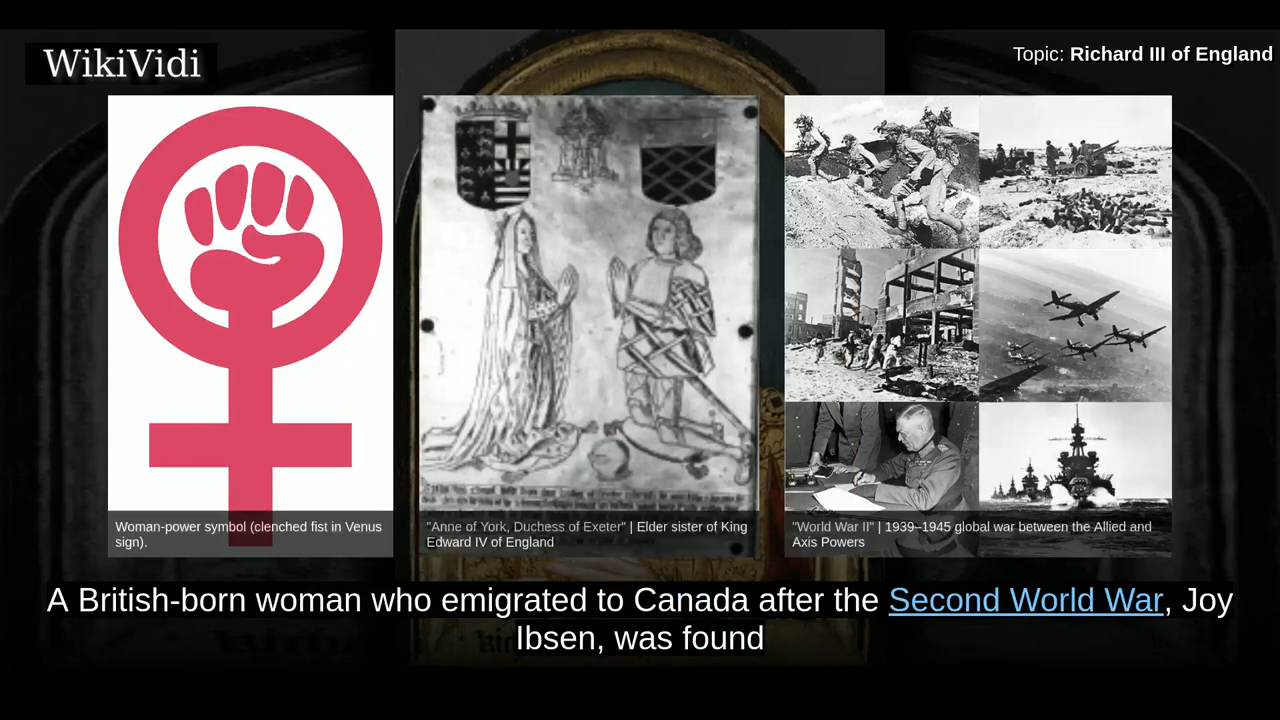 WikiVidi
Topic: Richard III of England
Woman-power symbol (clenched fist in Venus
sign).
"Anne of York, Duchess of Exeter" | Elder sister of King
Edward IV of England
"World War II" | 1939–1945 global war between the Allied and
Axis Powers
A British-born woman who emigrated to Canada after the Second World War, Joy
Ibsen, was found